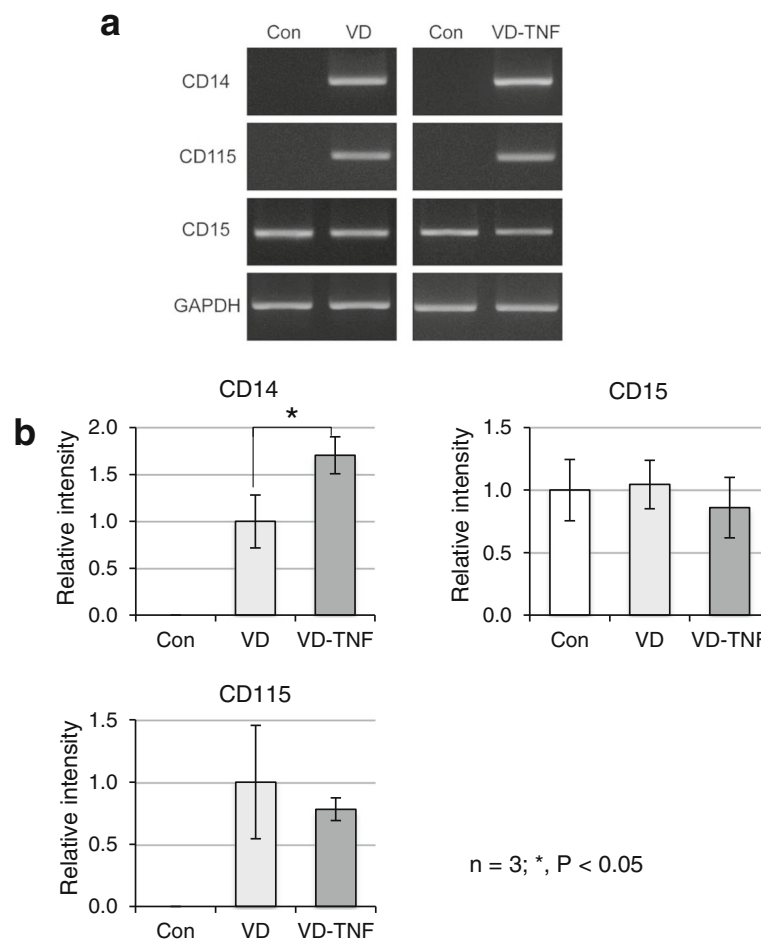 a
Con VD Con VD-TNF
CD14
CD115
CD15
GAPDH
b
CD14
*
Relative intensity
2.0
1.5
1.0
0.5
0.0
Con VD VD-TNF
CD15
Relative intensity
1.5
1.0
0.5
0.0
Con VD VD-TNF
CD115
Relative intensity
1.5
1.0
0.5
0.0
Con VD VD-TNF
n = 3; *, P < 0.05